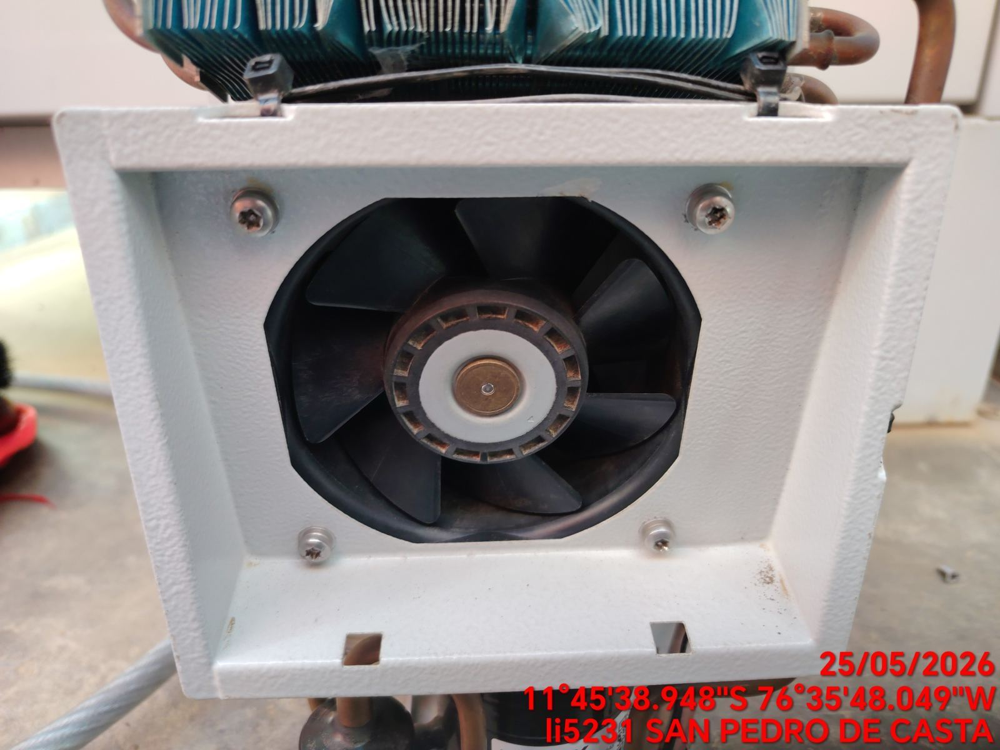 25/05/2026
11°45'38.948"S 76°35'48.049"W
li5231 SAN PEDRO DE CASTA